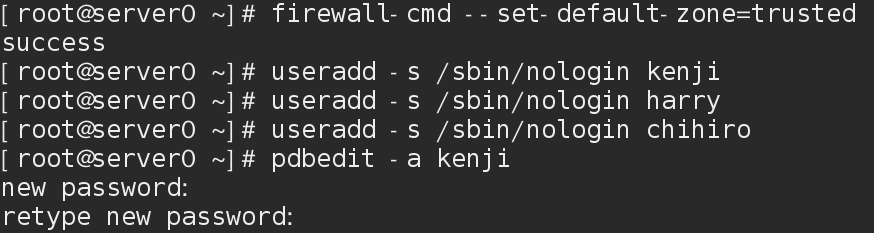 [root@server0 ~]# firewall-cmd --set-default-zone=trusted
success
[root@server0 ~]# useradd -s /sbin/nologin kenji
[root@server0 ~]# useradd -s /sbin/nologin harry
[root@server0 ~]# useradd -s /sbin/nologin chihiro
[root@server0 ~]# pdbedit -a kenji
new password:
retype new password: